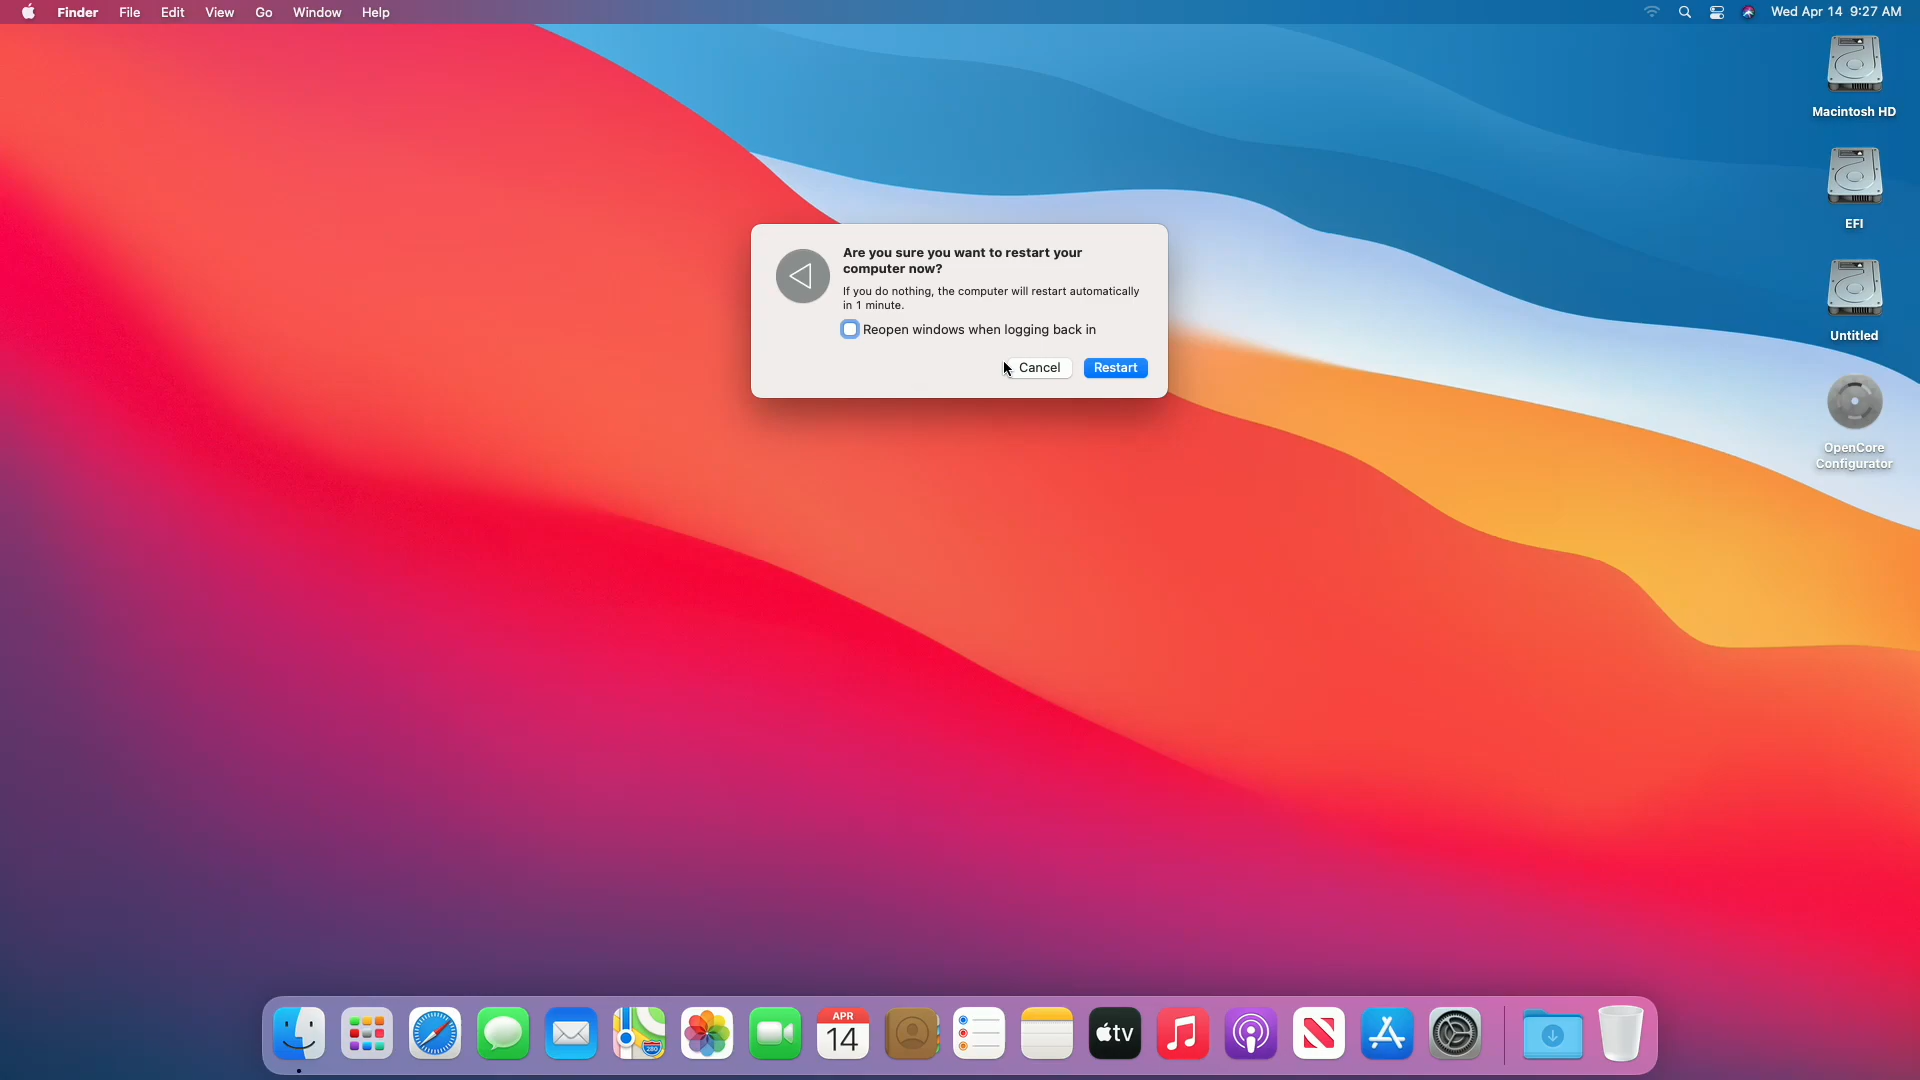 Finder File Edit View Go Window Help
Wed Apr 14 9:27 AM
Macintosh HD
EFI
Untitled
OpenCore
Configurator
Are you sure you want to restart your
computer now?
If you do nothing, the computer will restart automatically
in 1 minute.
Reopen windows when logging back in
Cancel
Restart
280
APR
14
tv